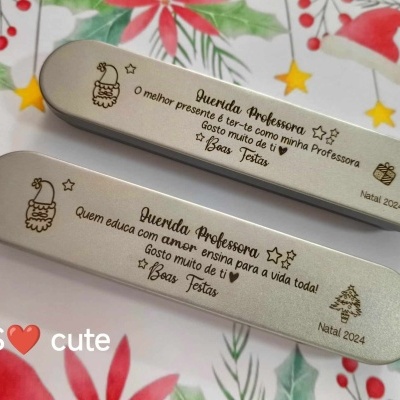 Querida Professora
O melhor presente é ter-te como minha Professora
Gosto muito de ti
Boas Festas
Natal 2024
Querida Professora
Quem educa com amor ensina para a vida toda!
Gosto muito de ti
Boas Festas
Natal 2024
S❤️ cute